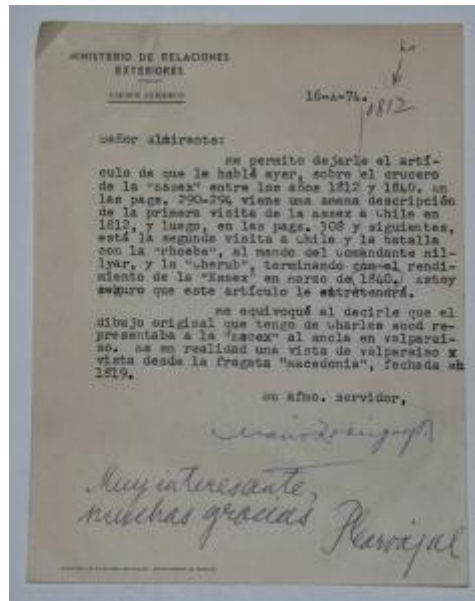 MINISTERIO DE RELACIONES
EXTERIORES
16-X-74.
1812
Señor Almirante:
Me permito dejarle el artí-
culo de que le hablé ayer, sobre el crucero
de la "Essex" entre los años 1812 y 1840. En
las pags. 290-294 viene una amena descripción
de la primera visita de la Essex a Chile en
1812, y luego, en las pags. 308 y siguientes,
está la segunda visita a Chile y la batalla
con la "Phoebe", al mando del Comandante Hil-
lyar, y la "Cherub", terminando con el rendi-
miento de la "Essex" en marzo de 1840. Estoy
seguro que este artículo le entretendrá.
Me equivoqué al decirle que el
dibujo original que tengo de Charles Wood re-
presentaba a la "Essex" al ancla en Valparaí-
so. Es en realidad una vista de Valparaíso x
vista desde la fragata "Macedonia", fechada en
1819.
Su afmo. servidor,
Muy interesante,
muchas gracias
PCarvajal